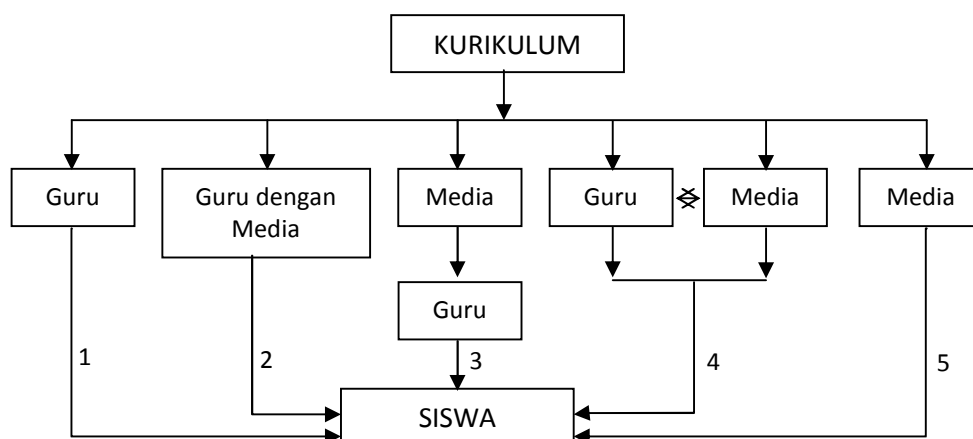 KURIKULUM
Guru
Guru dengan
Media
Media
Guru
Media
Media
Guru
1
2
3
4
5
SISWA